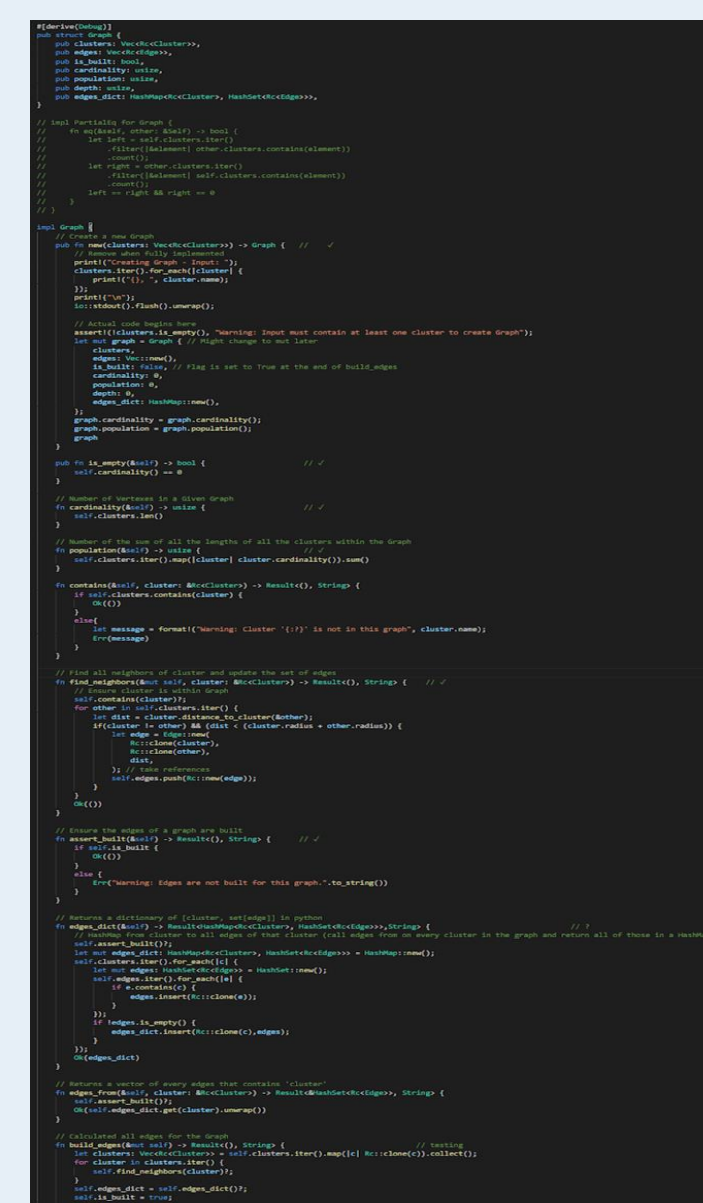 #[derive(Debug)]
pub struct Graph {
    pub clusters: Vec<Rc<Cluster>>,
    pub edges: Vec<Rc<Edge>>,
    pub is_built: bool,
    pub cardinality: usize,
    pub population: usize,
    pub depth: usize,
    pub edges_dict: HashMap<Rc<Cluster>, HashSet<Rc<Edge>>>,
}
// impl PartialEq for Graph {
//     fn eq(&self, other: &Self) -> bool {
//         let left = self.clusters.iter()
//             .filter(|&element| other.clusters.contains(element))
//             .count();
//         let right = other.clusters.iter()
//             .filter(|&element| self.clusters.contains(element))
//             .count();
//         left == right && right == 0
//     }
// }
impl Graph {
    // Create a new Graph
    pub fn new(clusters: Vec<Rc<Cluster>>) -> Graph {   //    ✓
        // Remove when fully implemented
        print!("Creating Graph - Input: ");
        clusters.iter().for_each(|cluster| {
            print!("{}, ", cluster.name);
        });
        print!("\n");
        io::stdout().flush().unwrap();
        // Actual code begins here
        assert!(!clusters.is_empty(), "Warning: Input must contain at least one cluster to create Graph");
        let mut graph = Graph { // Might change to mut later
            clusters,
            edges: Vec::new(),
            is_built: false, // Flag is set to True at the end of build_edges
            cardinality: 0,
            population: 0,
            depth: 0,
            edges_dict: HashMap::new(),
        };
        graph.cardinality = graph.cardinality();
        graph.population = graph.population();
        graph
    }
    pub fn is_empty(&self) -> bool {                    // ✓
        self.cardinality() == 0
    }
    // Number of Vertexes in a Given Graph
    fn cardinality(&self) -> usize {                    // ✓
        self.clusters.len()
    }
    // Number of the sum of all the lengths of all the clusters within the Graph
    fn population(&self) -> usize {                     // ✓
        self.clusters.iter().map(|cluster| cluster.cardinality()).sum()
    }
    fn contains(&self, cluster: &Rc<Cluster>) -> Result<(), String> {
        if self.clusters.contains(cluster) {
            Ok(())
        }
        else{
            let message = format!("Warning: Cluster '{:?}' is not in this graph", cluster.name);
            Err(message)
        }
    }
    // Find all neighbors of cluster and update the set of edges
    fn find_neighbors(&mut self, cluster: &Rc<Cluster>) -> Result<(), String> {    // ✓
        // Ensure cluster is within Graph
        self.contains(cluster)?;
        for other in self.clusters.iter() {
            let dist = cluster.distance_to_cluster(&other);
            if(cluster != other) && (dist < (cluster.radius + other.radius)) {
                let edge = Edge::new(
                    Rc::clone(cluster),
                    Rc::clone(other),
                    dist,
                ); // take references
                self.edges.push(Rc::new(edge));
            }
        }
        Ok(())
    }
    // Ensure the edges of a graph are built
    fn assert_built(&self) -> Result<(), String> {     // ✓
        if self.is_built {
            Ok(())
        }
        else {
            Err("Warning: Edges are not built for this graph.".to_string())
        }
    }
    // Returns a dictionary of [cluster, set[edge]] in python
    fn edges_dict(&self) -> Result<HashMap<Rc<Cluster>, HashSet<Rc<Edge>>>,String> {                    // ?
        // HashMap from cluster to all edges of that cluster (call edges from on every cluster in the graph and return all of those in a HashM
        self.assert_built()?;
        let mut edges_dict: HashMap<Rc<Cluster>, HashSet<Rc<Edge>>> = HashMap::new();
        self.clusters.iter().for_each(|c| {
            let mut edges: HashSet<Rc<Edge>> = HashSet::new();
            self.edges.iter().for_each(|e| {
                if e.contains(c) {
                    edges.insert(Rc::clone(e));
                }
            });
            if !edges.is_empty() {
                edges_dict.insert(Rc::clone(c),edges);
            }
        });
        Ok(edges_dict)
    }
    // Returns a vector of every edges that contains 'cluster'
    fn edges_from(&self, cluster: &Rc<Cluster>) -> Result<&HashSet<Rc<Edge>>, String> {
        self.assert_built()?;
        Ok(self.edges_dict.get(cluster).unwrap())
    }
    // Calculated all edges for the Graph
    fn build_edges(&mut self) -> Result<(), String> {                    // testing
        let clusters: Vec<Rc<Cluster>> = self.clusters.iter().map(|c| Rc::clone(c)).collect();
        for cluster in clusters.iter() {
            self.find_neighbors(cluster)?;
        }
        self.edges_dict = self.edges_dict()?;
        self.is_built = true;